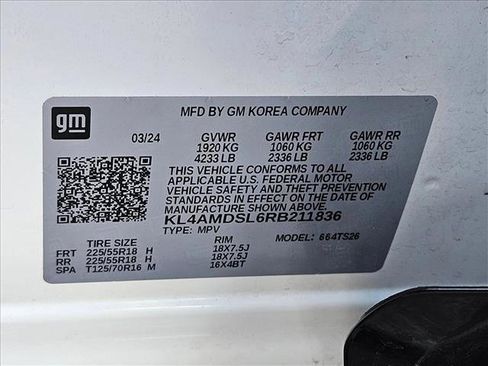 gm
MFD BY GM KOREA COMPANY
03/24 GVWR GAWR FRT GAWR RR
1920 KG 1060 KG 1060 KG
4233 LB 2336 LB 2336 LB
THIS VEHICLE CONFORMS TO ALL
APPLICABLE U.S. FEDERAL MOTOR
VEHICLE SAFETY AND THEFT PREVENTION
STANDARDS IN EFFECT ON THE DATE
OF MANUFACTURE SHOWN ABOVE.
KL4AMDSL6RB211836
TYPE: MPV MODEL: 664TS26
TIRE SIZE RIM
FRT 225/55R18 H 18X7.5J
RR 225/55R18 H 18X7.5J
SPA T125/70R16 M 16X4BT